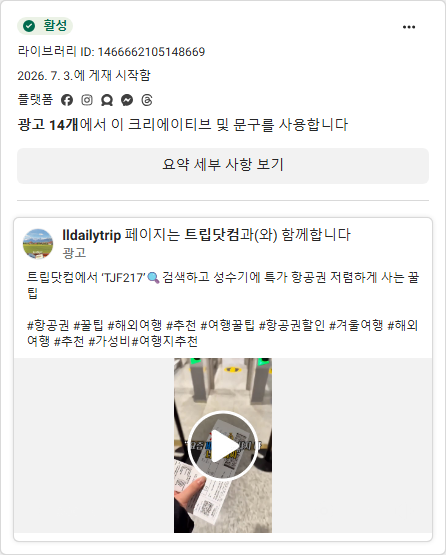 활성
라이브러리 ID: 1466662105148669
2026. 7. 3.에 게재 시작함
플랫폼
광고 14개에서 이 크리에이티브 및 문구를 사용합니다
요약 세부 사항 보기
lldailytrip 페이지는 트립닷컴과(와) 함께합니다
광고
트립닷컴에서 ‘TJF217’🔍 검색하고 성수기에 특가 항공권 저렴하게 사는 꿀
팁
#항공권 #꿀팁 #해외여행 #추천 #여행꿀팁 #항공권할인 #겨울여행 #해외
여행 #추천 #가성비#여행지추천